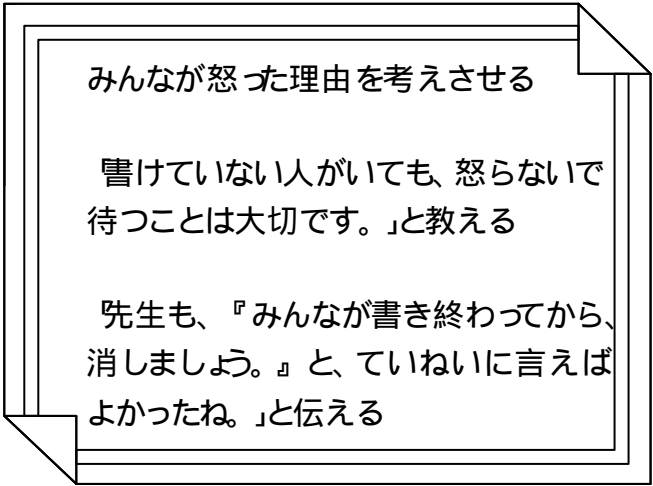 みんなが怒った理由を考えさせる
「書けていない人がいても、怒らないで
待つことは大切です。」と教える
「先生も、『みんなが書き終わってから、
消しましょう。』と、ていねいに言えば
よかったね。」と伝える